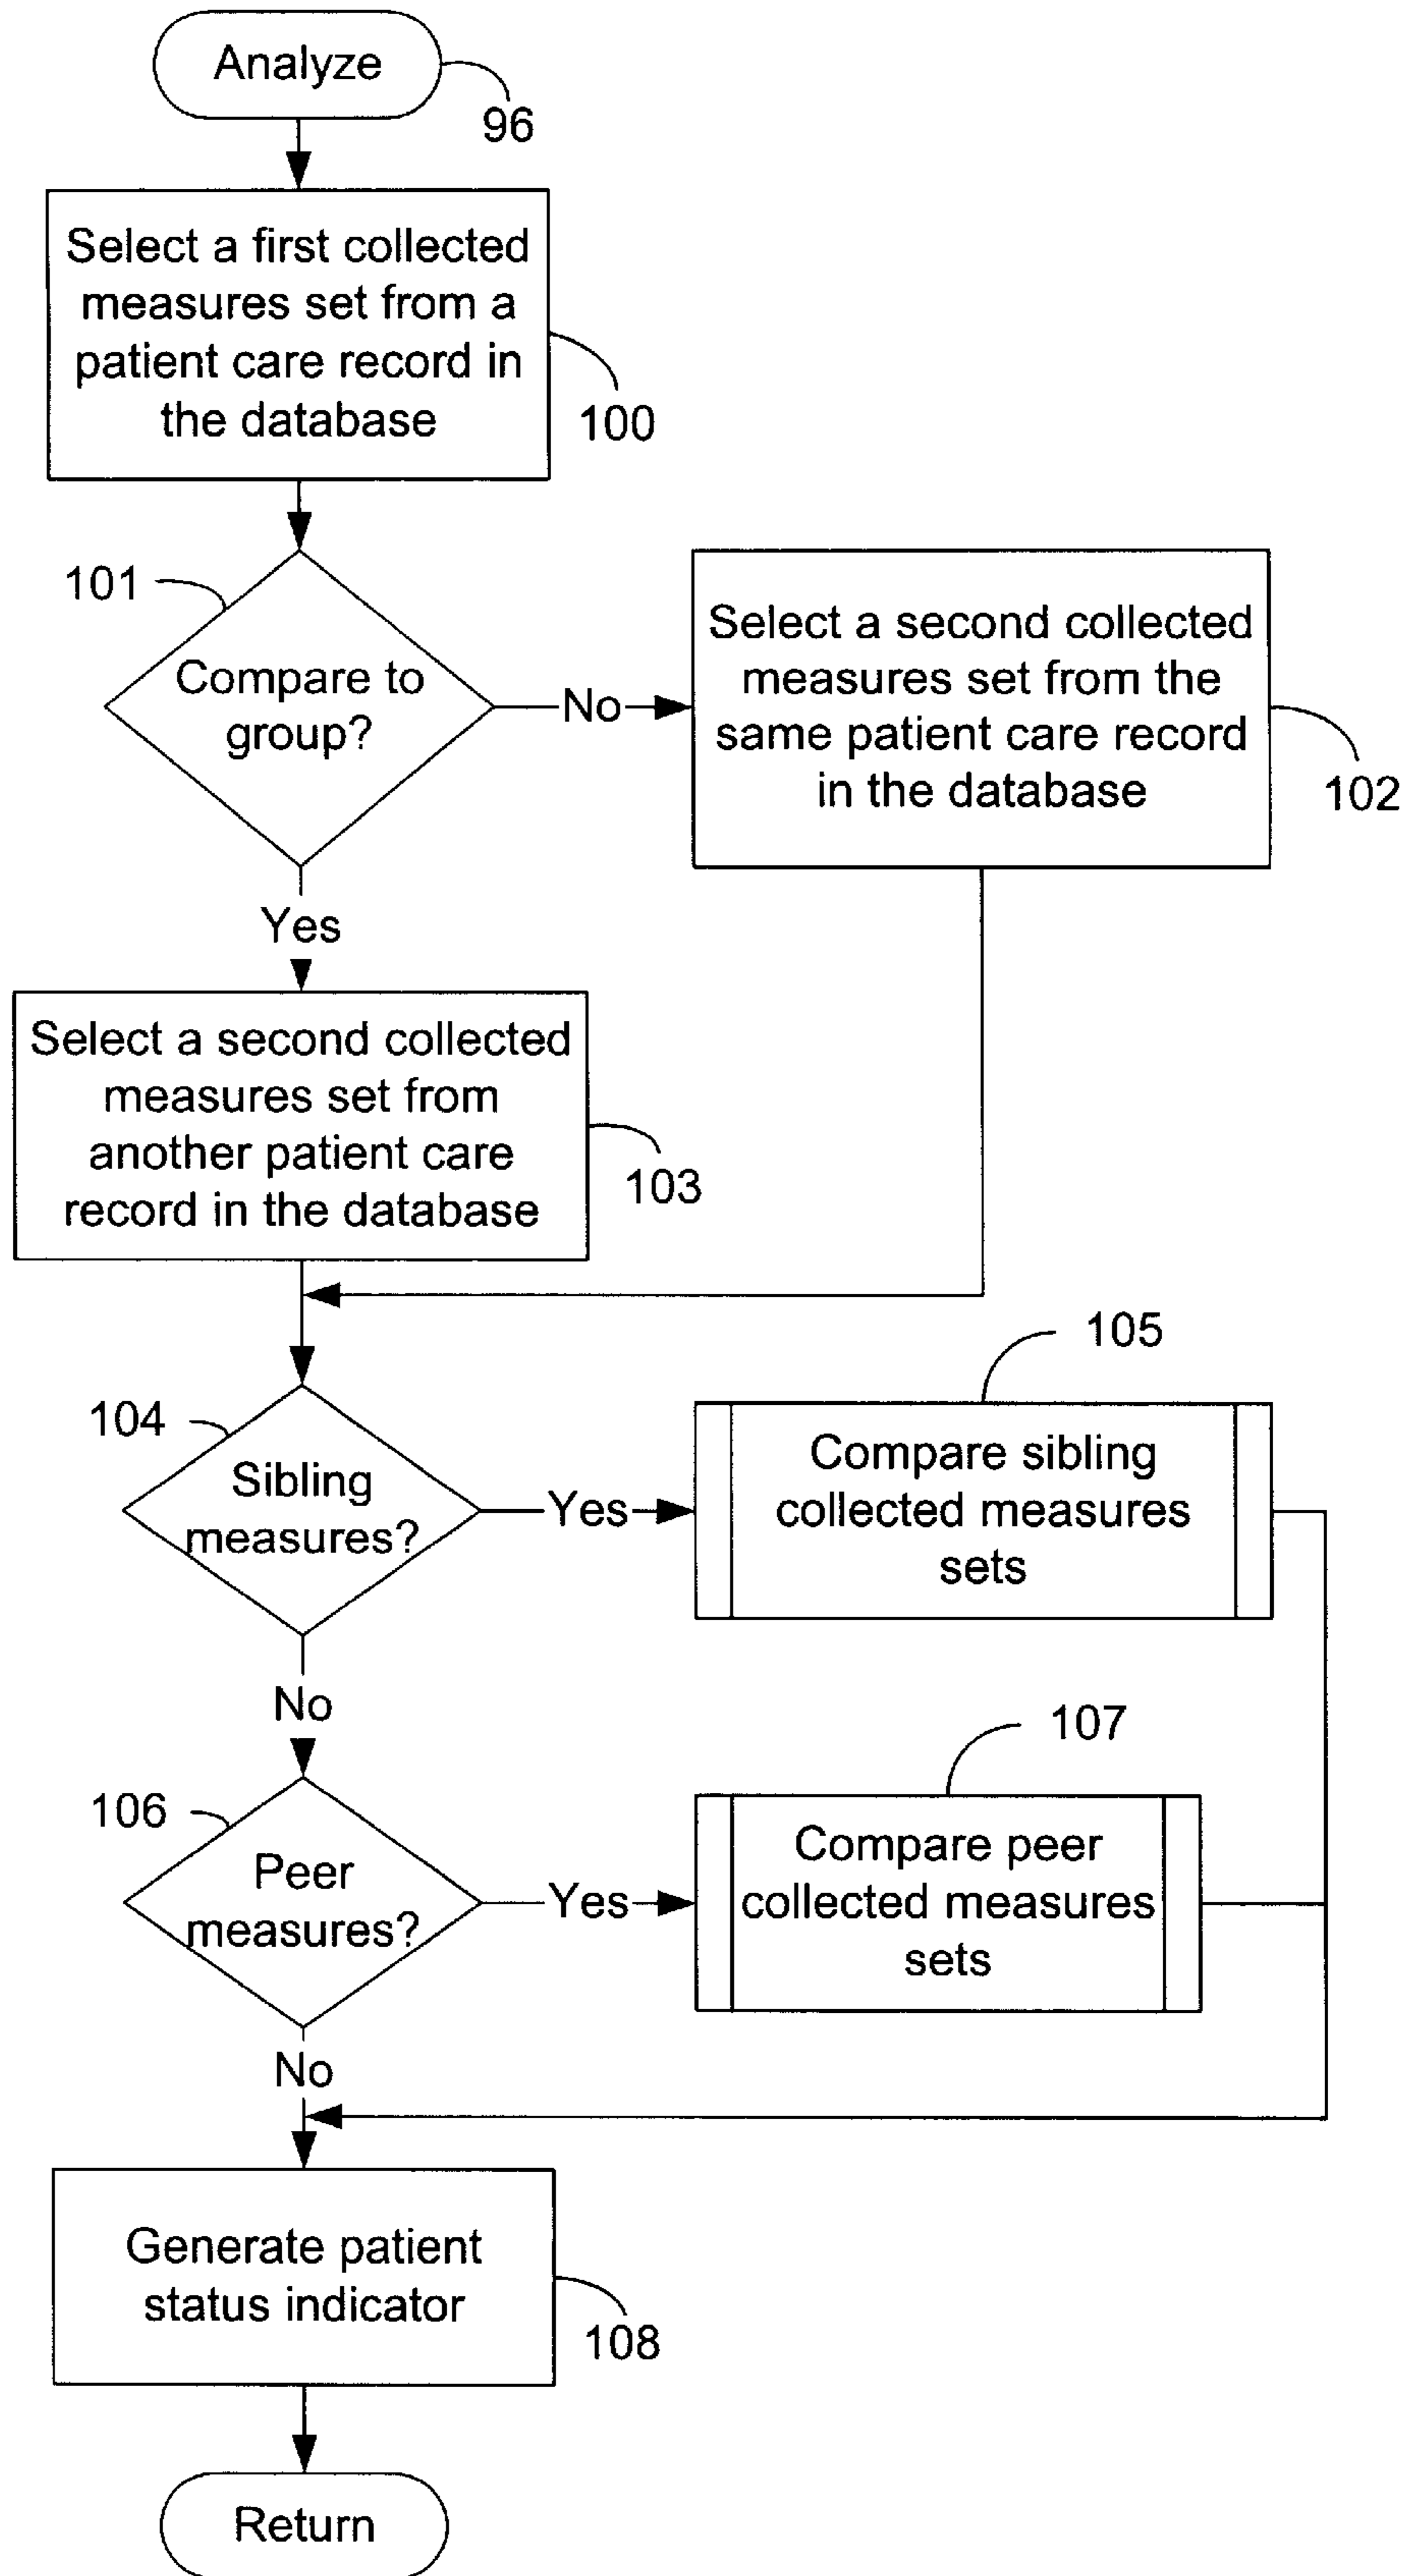 Analyze
96
Select a first collected
measures set from a
patient care record in
the database
100
101
Compare to
group?
No
Select a second collected
measures set from the
same patient care record
in the database
102
Yes
Select a second collected
measures set from
another patient care
record in the database
103
104
Sibling
measures?
Yes
105
Compare sibling
collected measures
sets
No
106
Peer
measures?
Yes
107
Compare peer
collected measures
sets
No
Generate patient
status indicator
108
Return